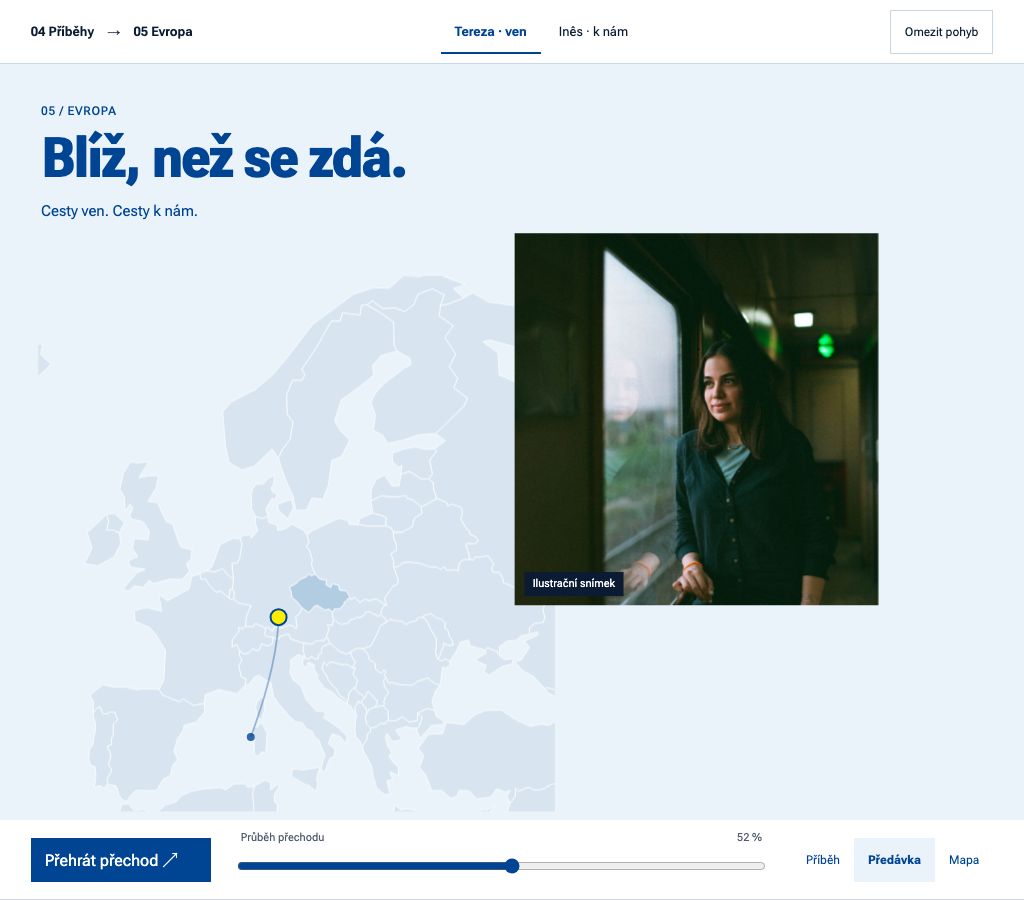 04 Příběhy → 05 Evropa
Tereza · ven
Inês · k nám
Omezit pohyb
05 / EVROPA
Blíž, než se zdá.
Cesty ven. Cesty k nám.
Ilustrační snímek
Přehrát přechod ↗
Průběh přechodu
52 %
Příběh
Předávka
Mapa